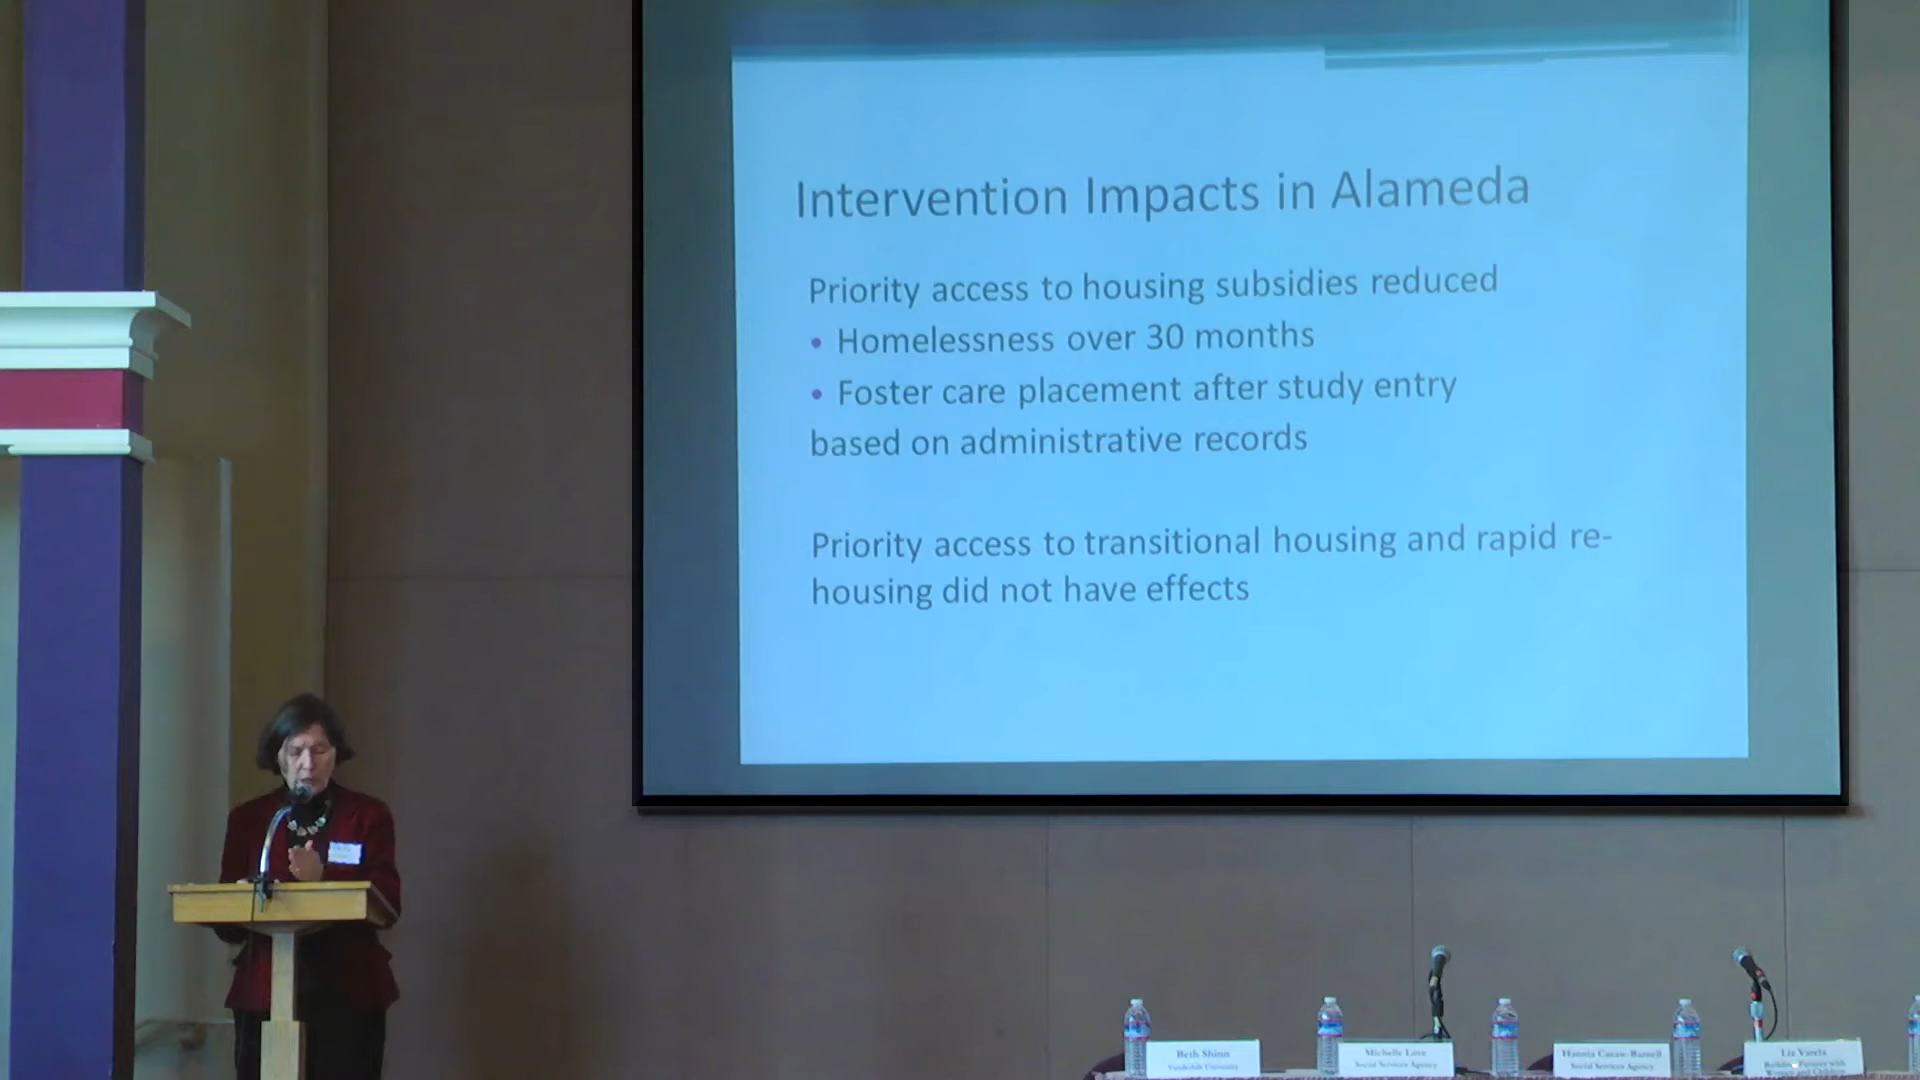 Intervention Impacts in Alameda
Priority access to housing subsidies reduced
• Homelessness over 30 months
• Foster care placement after study entry
based on administrative records
Priority access to transitional housing and rapid re-
housing did not have effects
Beth Shinn
Vanderbilt University
Michelle Love
Social Services Agency
Social Services Agency
Liz Varela